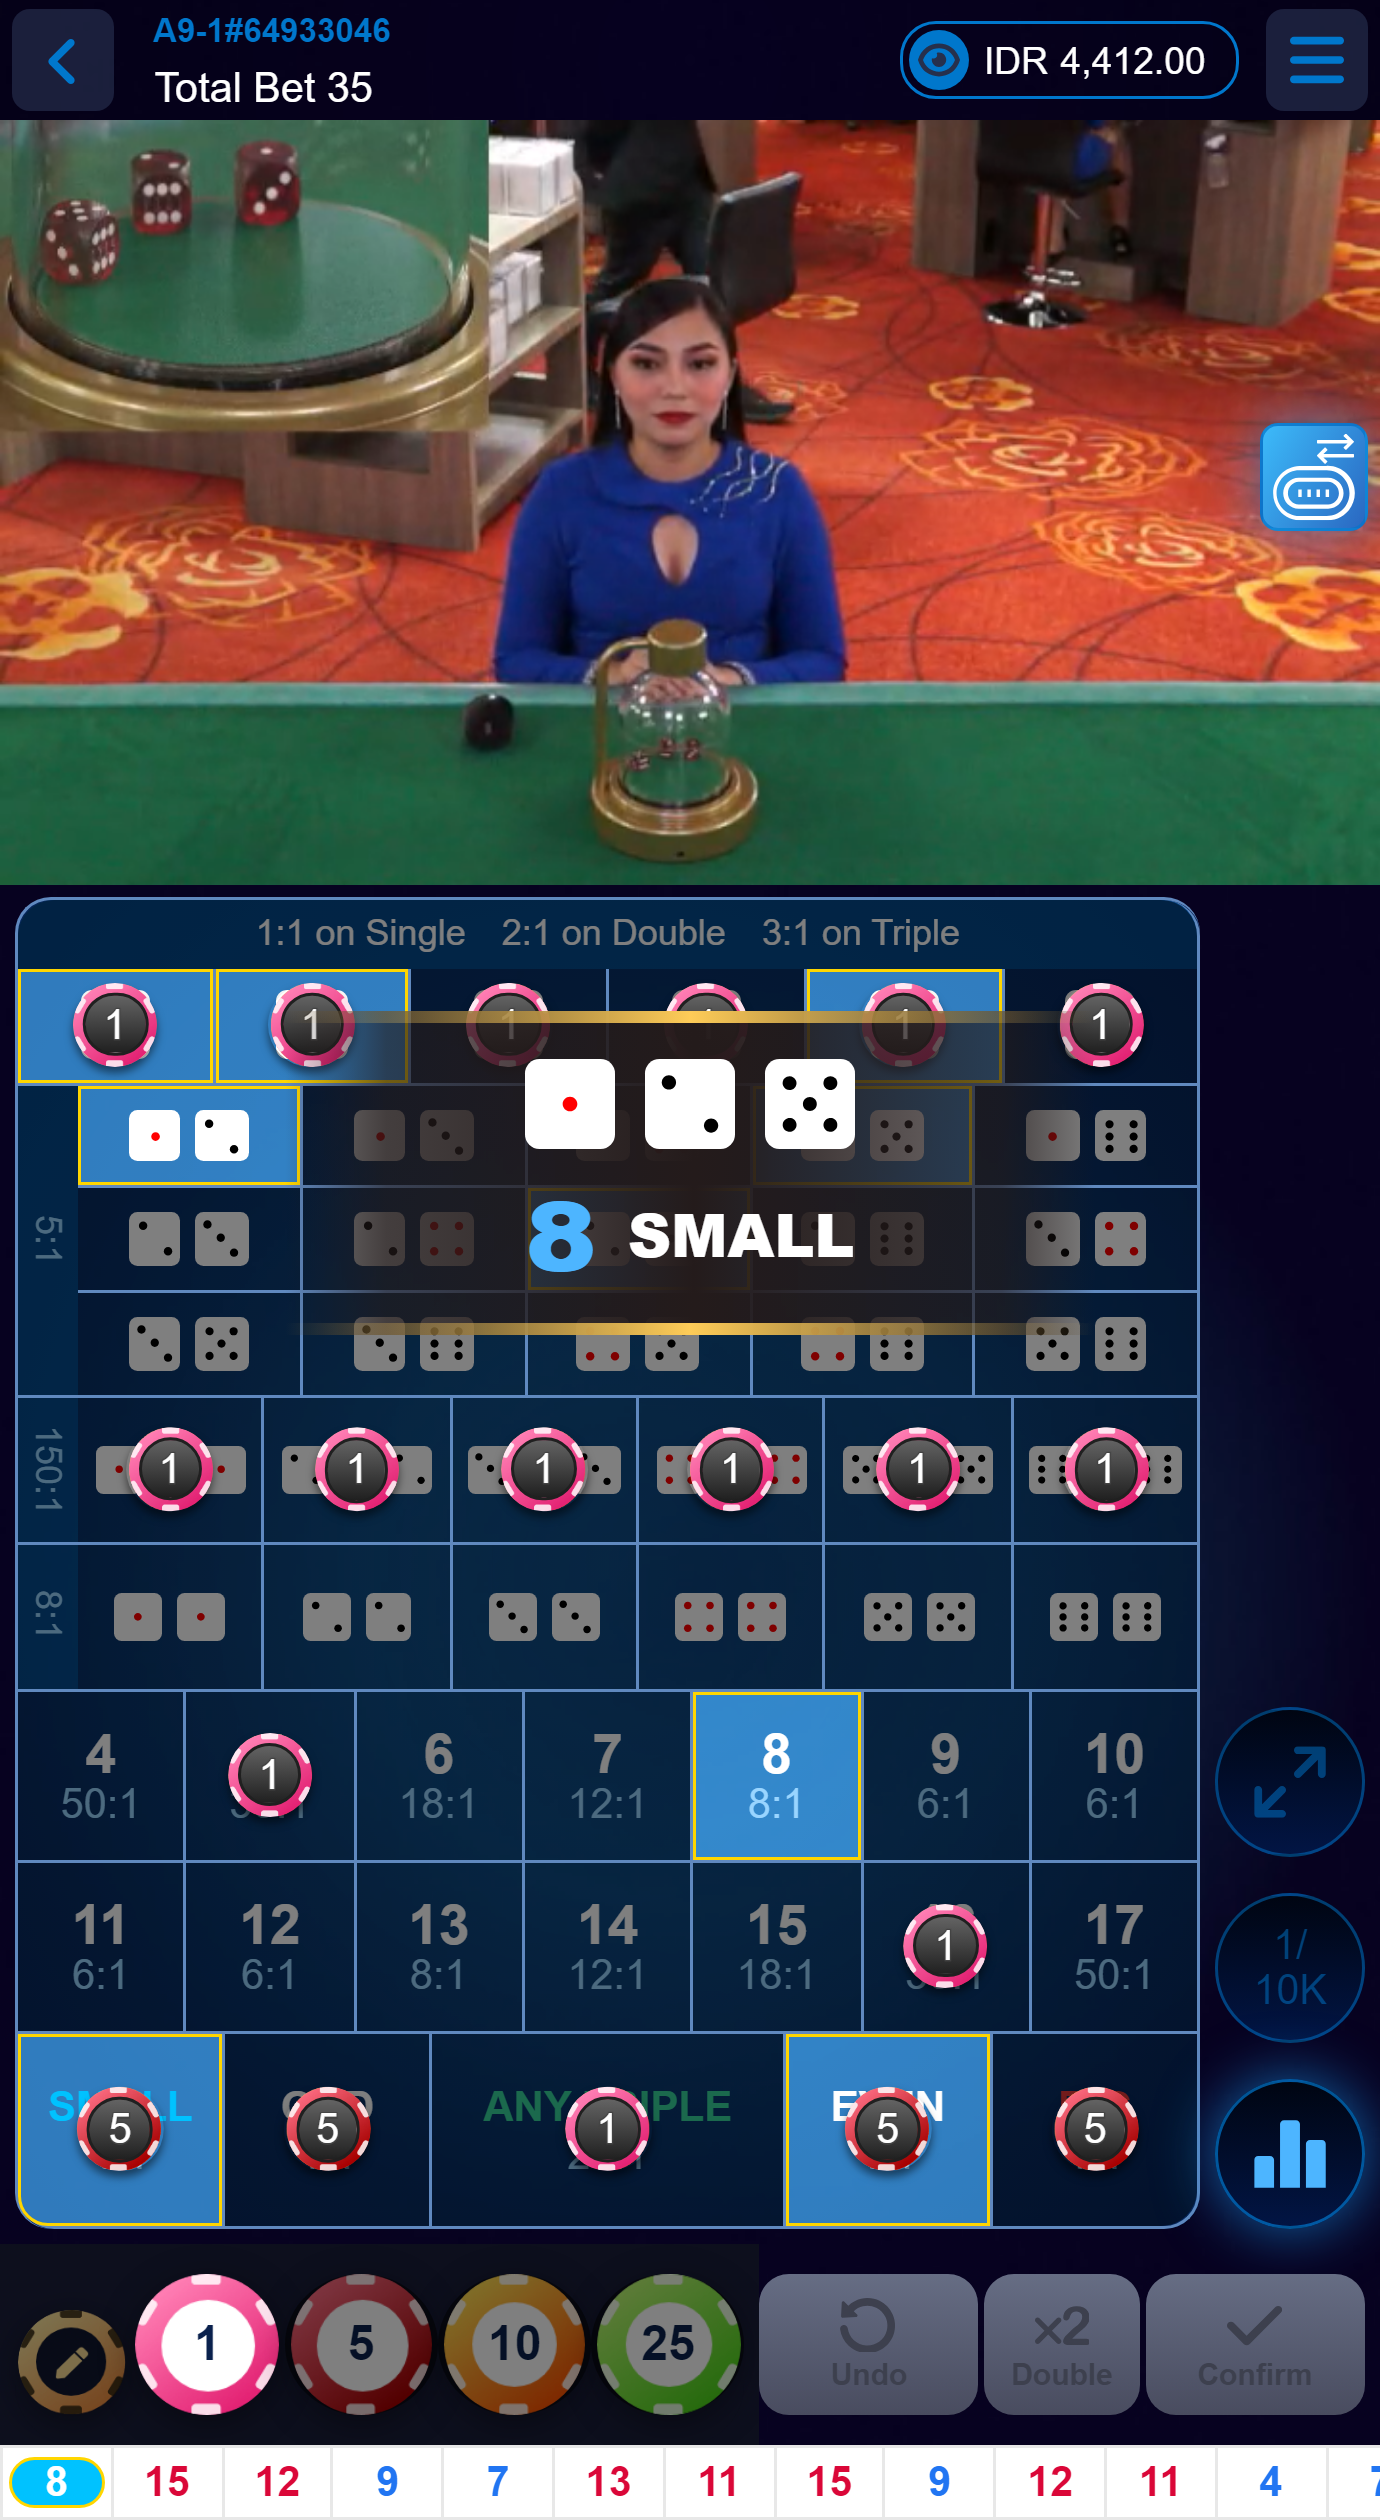 A9-1#64933046
Total Bet 35
IDR 4,412.00
1:1 on Single 2:1 on Double 3:1 on Triple
1 1 1 1 1 1
8 SMALL
5:1
150:1
1 1 1 1 1 1
8:1
4 1 6 7 8 9 10
50:1 18:1 12:1 8:1 6:1 6:1
11 12 13 14 15 1 17
6:1 6:1 8:1 12:1 18:1 50:1
ANY
5 5 1 5 5
1/
10K
1 5 10 25
Undo x2 Double Confirm
8 15 12 9 7 13 11 15 9 12 11 4